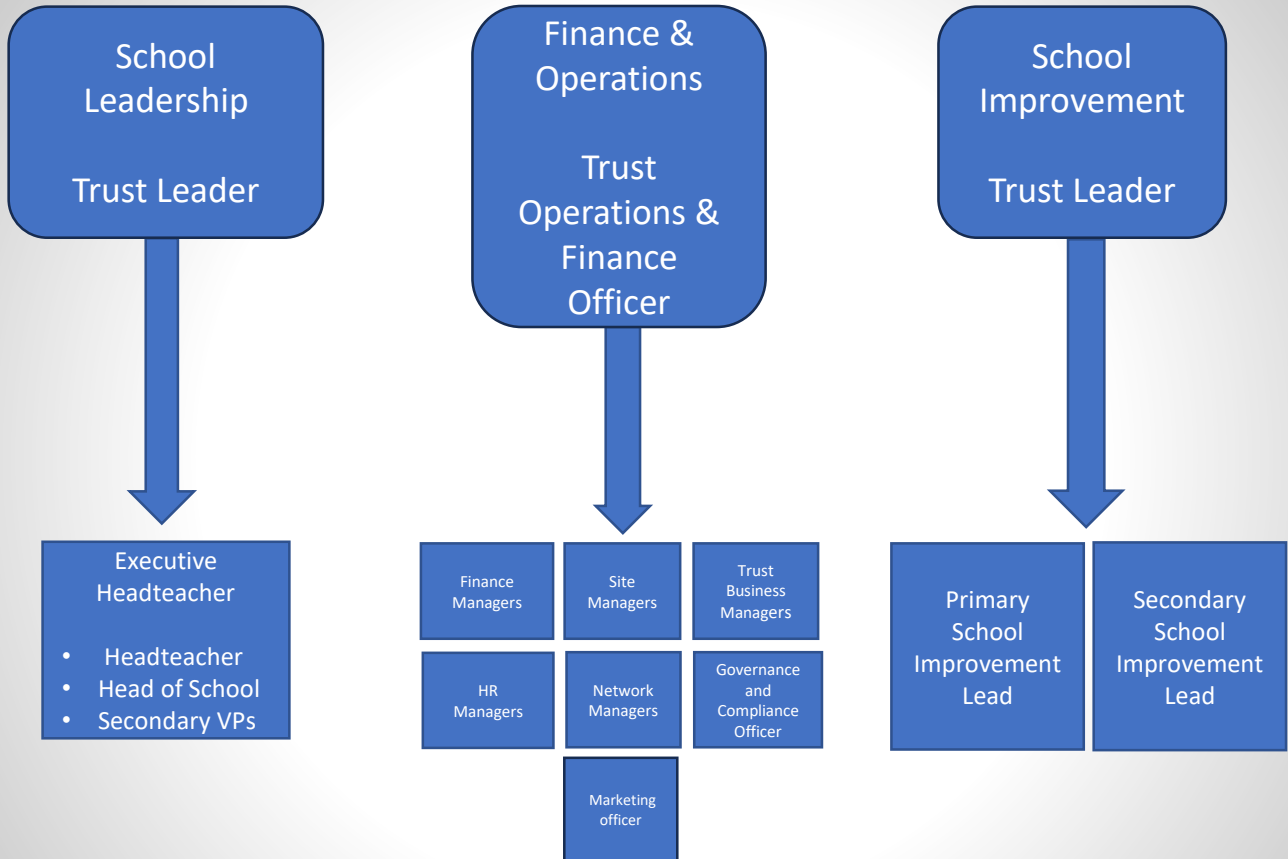 School
Leadership
Trust Leader
Finance &
Operations
Trust
Operations &
Finance
Officer
School
Improvement
Trust Leader
Executive
Headteacher
• Headteacher
• Head of School
• Secondary VPs
Finance
Managers
Site
Managers
Trust
Business
Managers
HR
Managers
Network
Managers
Governance
and
Compliance
Officer
Marketing
officer
Primary
School
Improvement
Lead
Secondary
School
Improvement
Lead